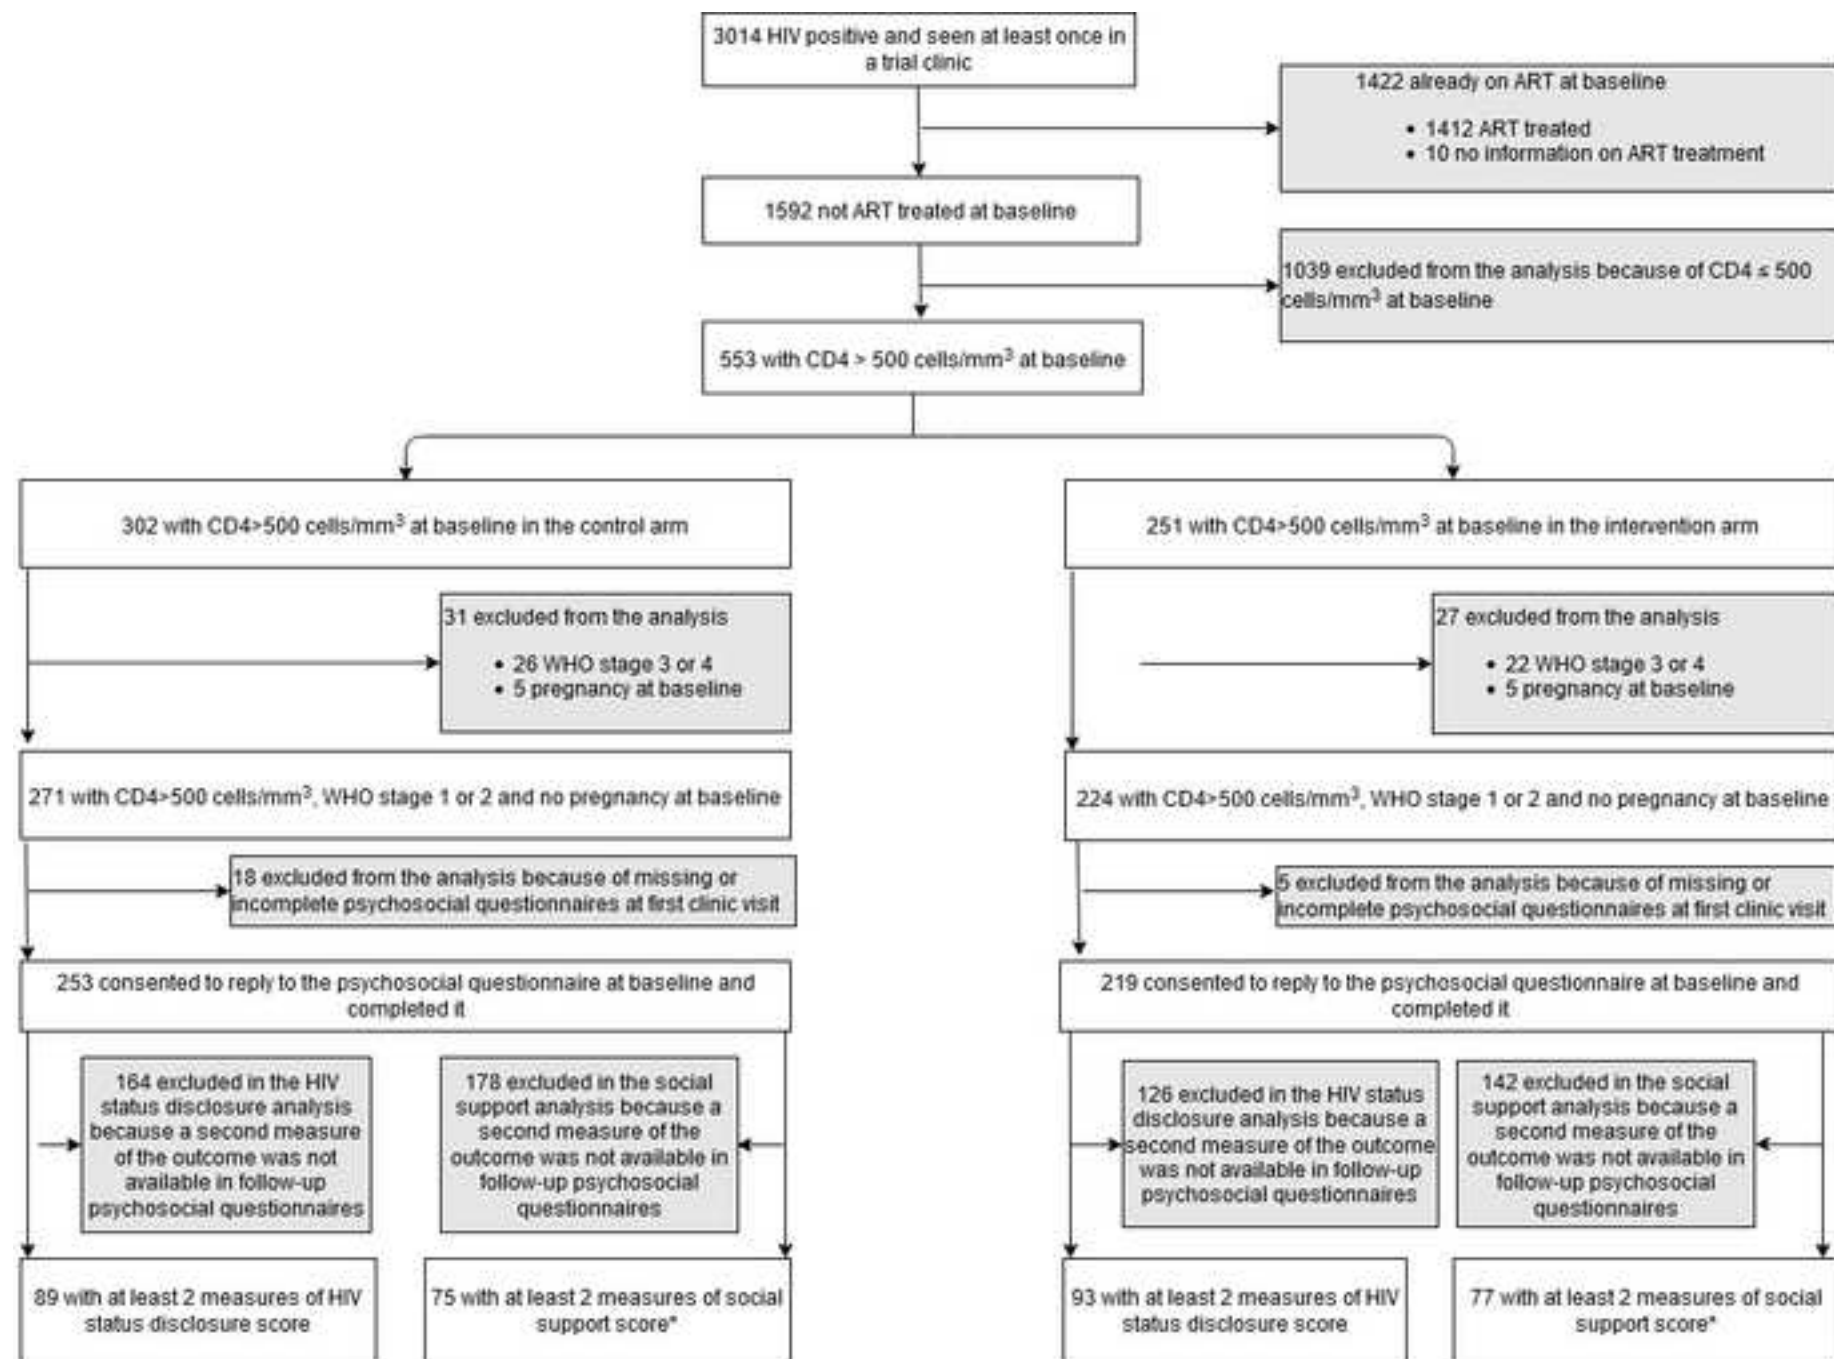 3014 HIV positive and seen at least once in
a trial clinic
1422 already on ART at baseline
• 1412 ART treated
• 10 no information on ART treatment
1592 not ART treated at baseline
1039 excluded from the analysis because of CD4 ≤ 500
cells/mm³ at baseline
553 with CD4 > 500 cells/mm³ at baseline
302 with CD4>500 cells/mm³ at baseline in the control arm
251 with CD4>500 cells/mm³ at baseline in the intervention arm
31 excluded from the analysis
• 26 WHO stage 3 or 4
• 5 pregnancy at baseline
27 excluded from the analysis
• 22 WHO stage 3 or 4
• 5 pregnancy at baseline
271 with CD4>500 cells/mm³, WHO stage 1 or 2 and no pregnancy at baseline
224 with CD4>500 cells/mm³, WHO stage 1 or 2 and no pregnancy at baseline
18 excluded from the analysis because of missing or
incomplete psychosocial questionnaires at first clinic visit
5 excluded from the analysis because of missing or
incomplete psychosocial questionnaires at first clinic visit
253 consented to reply to the psychosocial questionnaire at baseline and
completed it
219 consented to reply to the psychosocial questionnaire at baseline and
completed it
164 excluded in the HIV
status disclosure analysis
because a second measure
of the outcome was not
available in follow-up
psychosocial questionnaires
178 excluded in the social
support analysis because a
second measure of the
outcome was not available in
follow-up psychosocial
questionnaires
126 excluded in the HIV status
disclosure analysis because a
second measure of the outcome
was not available in follow-up
psychosocial questionnaires
142 excluded in the social
support analysis because a
second measure of the
outcome was not available in
follow-up psychosocial
questionnaires
89 with at least 2 measures of HIV
status disclosure score
75 with at least 2 measures of social
support score*
93 with at least 2 measures of HIV
status disclosure score
77 with at least 2 measures of social
support score*